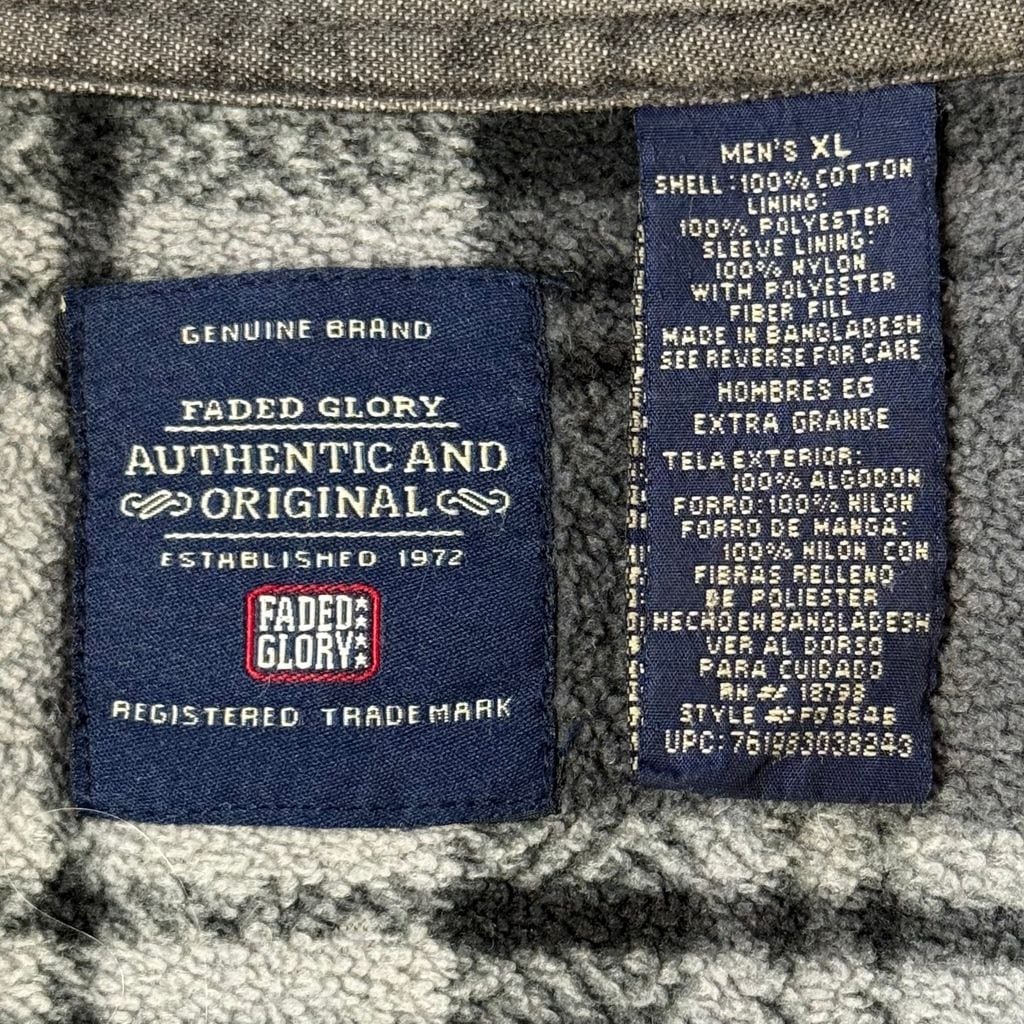 GENUINE BRAND
FADED GLORY
AUTHENTIC AND
ORIGINAL
ESTABLISHED 1972
FADED
GLORY
REGISTERED TRADEMARK
MEN'S XL
SHELL:100% COTTON
LINING:
100% POLYESTER
SLEEVE LINING:
100% NYLON
WITH POLYESTER
FIBER FILL
MADE IN BANGLADESH
SEE REVERSE FOR CARE
HOMBRES EG
EXTRA GRANDE
TELA EXTERIOR:
100% ALGODON
FORRO:100% NILON
FORRO DE MANGA:
100% NILON CON
FIBRAS RELLENO
DE POLIESTER
HECHO EN BANGLADESH
VER AL DORSO
PARA CUIDADO
RN #
STYLE #
UPC: